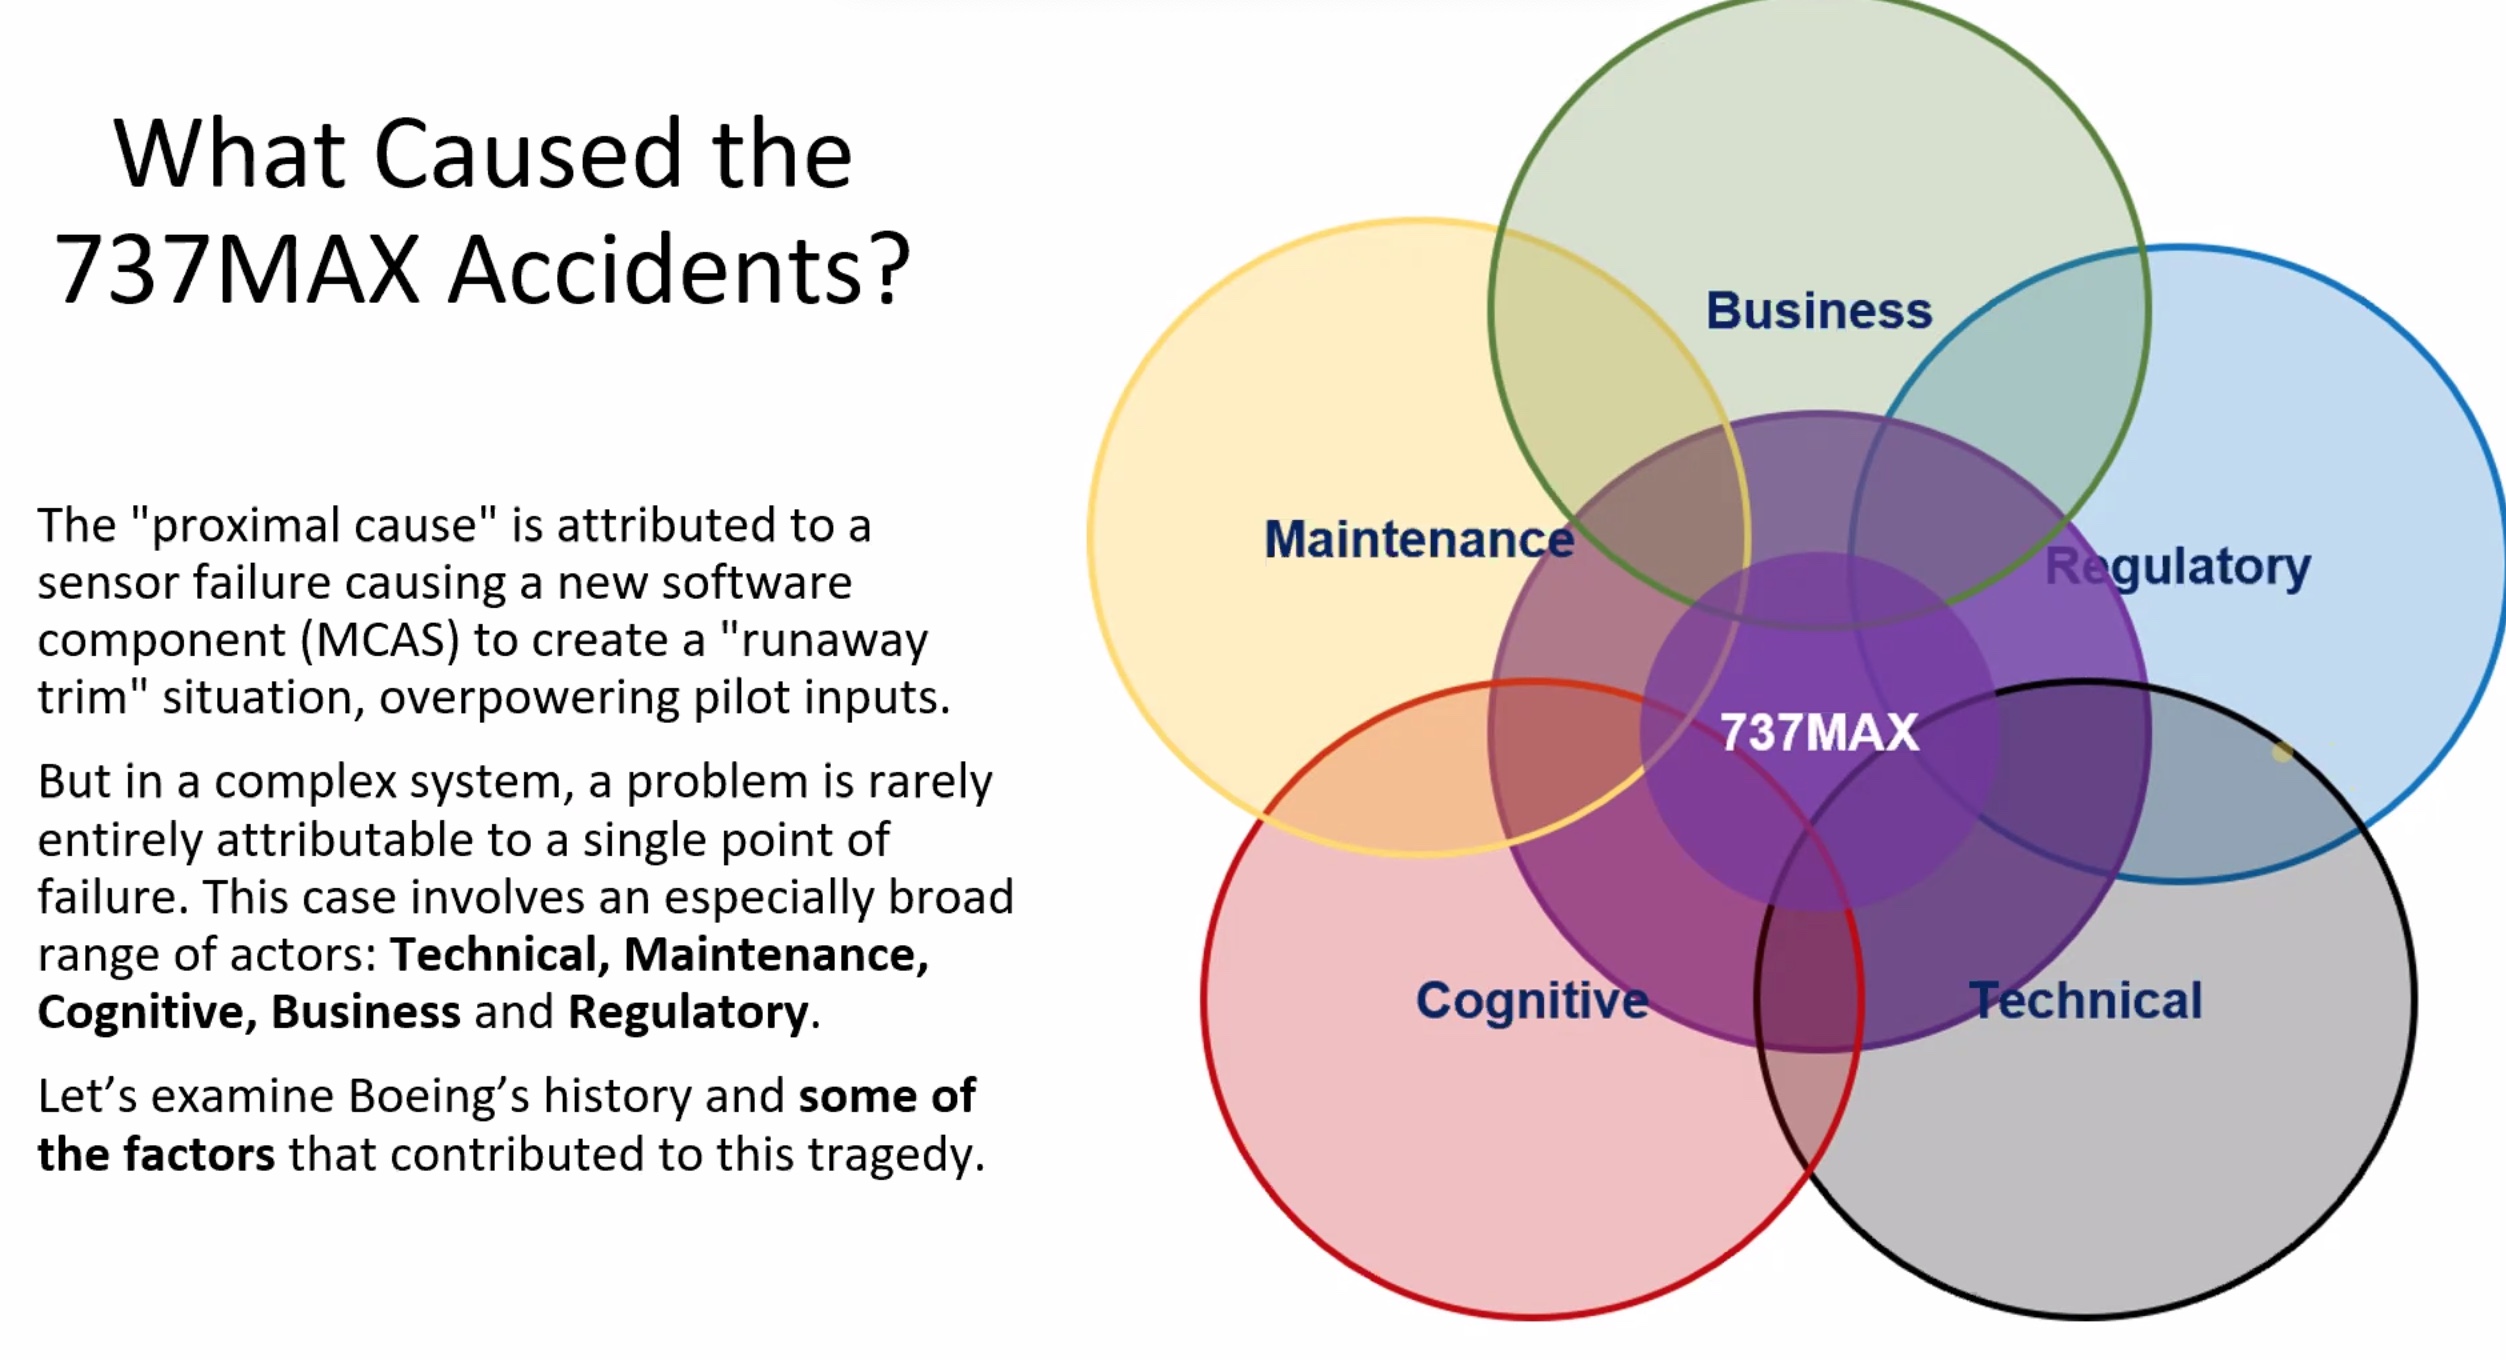 What Caused the
737MAX Accidents?
The "proximal cause" is attributed to a
sensor failure causing a new software
component (MCAS) to create a "runaway
trim" situation, overpowering pilot inputs.
But in a complex system, a problem is rarely
entirely attributable to a single point of
failure. This case involves an especially broad
range of actors: Technical, Maintenance,
Cognitive, Business and Regulatory.
Let’s examine Boeing’s history and some of
the factors that contributed to this tragedy.
Business
Maintenance
Regulatory
737MAX
Cognitive
Technical